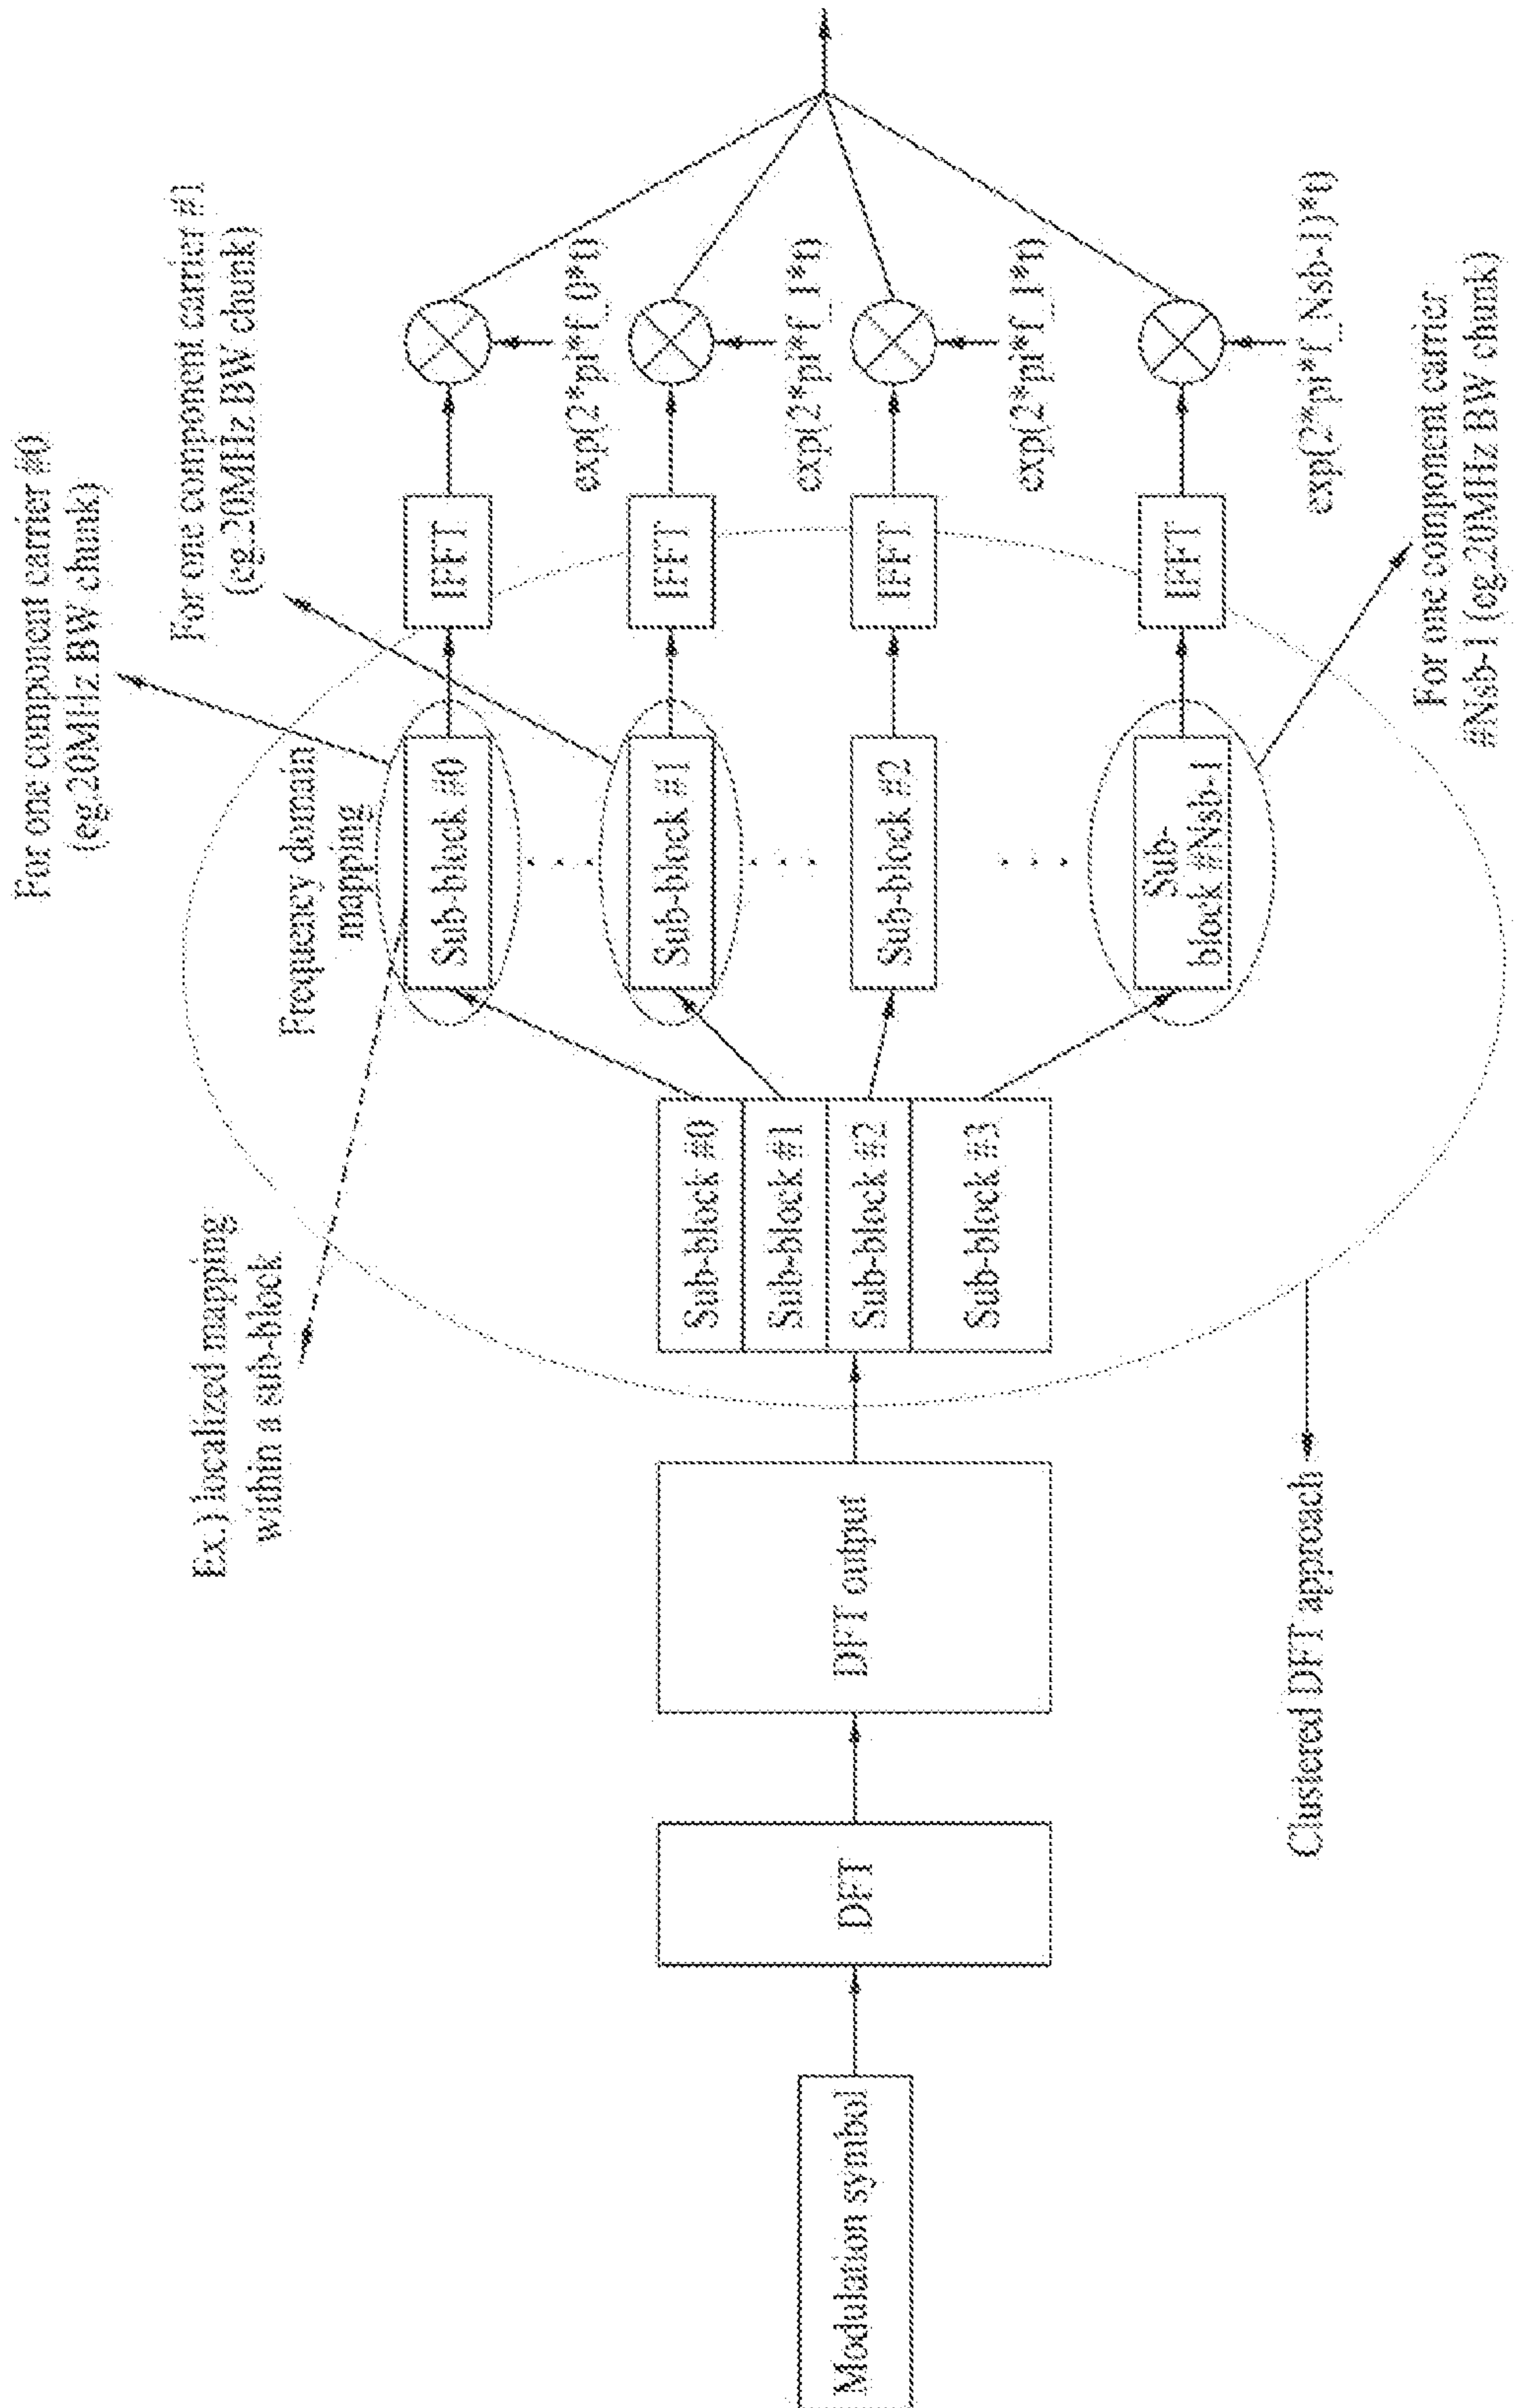 Modulation symbol
DFT
DFT output
Sub-block #0
Sub-block #1
Sub-block #2
Sub-block #3
Clustered DFT approach
Ex.) localized mapping
within a sub-block
Frequency domain
mapping
Sub-block #0
Sub-block #1
Sub-block #2
Sub-
block #Nsb-1
For one component carrier #0
(eg.20MHz BW chunk)
For one component carrier #1
(eg.20MHz BW chunk)
IFFT
IFFT
IFFT
IFFT
exp(2*pi*f_0*t)
exp(2*pi*f_1*t)
exp(2*pi*f_1*t)
exp(2*pi*f_Nsb-1)*t)
For one component carrier
#Nsb-1 (eg.20MHz BW chunk)